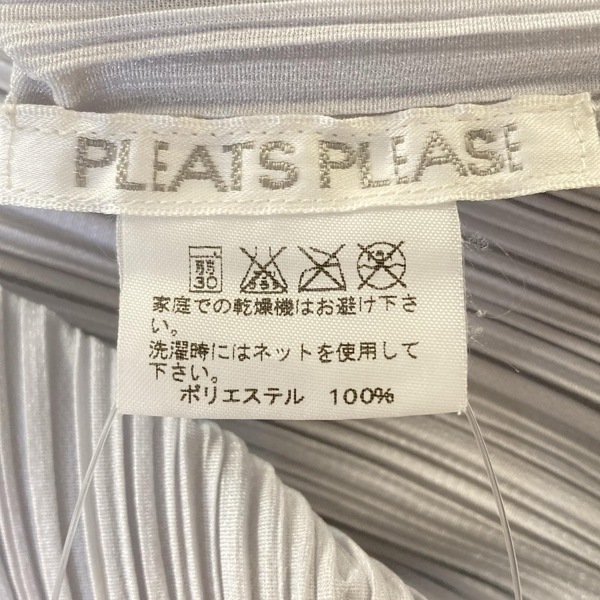 PLEATS PLEASE
弱
30
家庭での乾燥機はお避け下さ
い。
洗濯時にはネットを使用して
下さい。
ポリエステル 100%